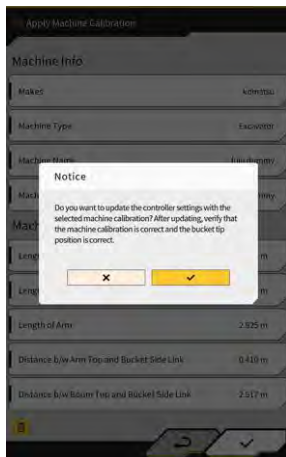 Apply Machine Calibration
Machine Info
Makes komatsu
Machine Type Excavator
Machine Name
Notice
Do you want to update the controller settings with the
selected machine calibration? After updating, verify that
the machine calibration is correct and the bucket tip
position is correct.
Length of Arm 2.925 m
Distance b/w Arm Top and Bucket Side Link 0.410 m
Distance b/w Boom Top and Bucket Side Link 2.517 m